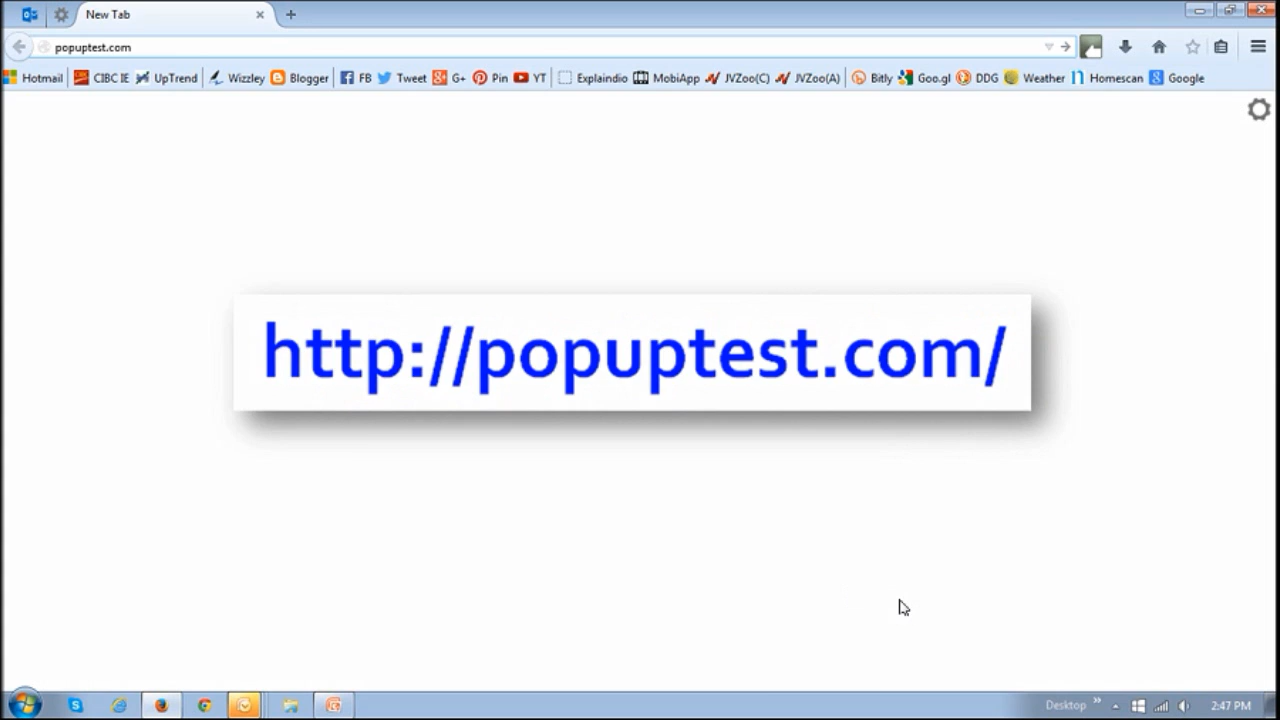 New Tab
popuptest.com
Hotmail CIBC IE UpTrend Wizzley Blogger FB Tweet G+ Pin YT Explaindio MobiApp JVZoo(C) JVZoo(A) Bitly Goo.gl DDG Weather Homescan Google
http://popuptest.com/
Desktop 2:47 PM